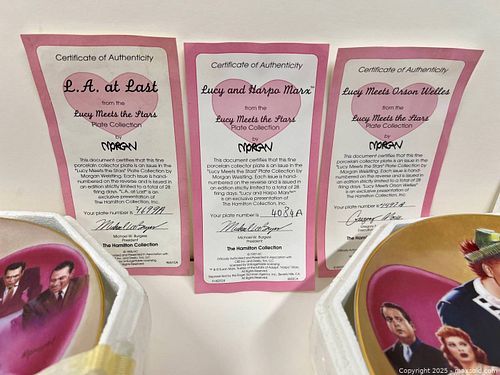 Certificate of Authenticity
L.A. at Last
from the
Lucy Meets the Stars
Plate Collection
by
MORGAN
This document certifies that this fine
porcelain collector plate is an issue in the
"Lucy Meets the Stars" Plate Collection by
Morgan Weistling. Each issue is hand-
numbered on the reverse and is issued in
an edition strictly limited to a total of 28
firing days. "L.A. at Last" is an
exclusive presentation of
The Hamilton Collection, Inc.
Your plate number is
Michael W. Burgee
President
The Hamilton Collection
Certificate of Authenticity
Lucy and Harpo Marx™
from the
Lucy Meets the Stars
Plate Collection
by
MORGAN
This document certifies that this fine
porcelain collector plate is an issue in the
"Lucy Meets the Stars" Plate Collection by
Morgan Weistling. Each issue is hand-
numbered on the reverse and is issued in
an edition strictly limited to a total of 28
firing days. "Lucy and Harpo Marx"
is an exclusive presentation of
The Hamilton Collection, Inc.
Your plate number is 4084A
Michael W. Burgee
President
The Hamilton Collection
Certificate of Authenticity
Lucy Meets Orson Welles
from the
Lucy Meets the Stars
Plate Collection
by
MORGAN
This document certifies that this fine
porcelain collector plate is an issue in the
"Lucy Meets the Stars" Plate Collection by
Morgan Weistling. Each issue is hand-
numbered on the reverse and is issued in
an edition strictly limited to a total of 28
firing days. "Lucy Meets Orson Welles"
is an exclusive presentation of
The Hamilton Collection, Inc.
Your plate number is
President
The Hamilton Collection
Copyright 2025 - maxsold.com